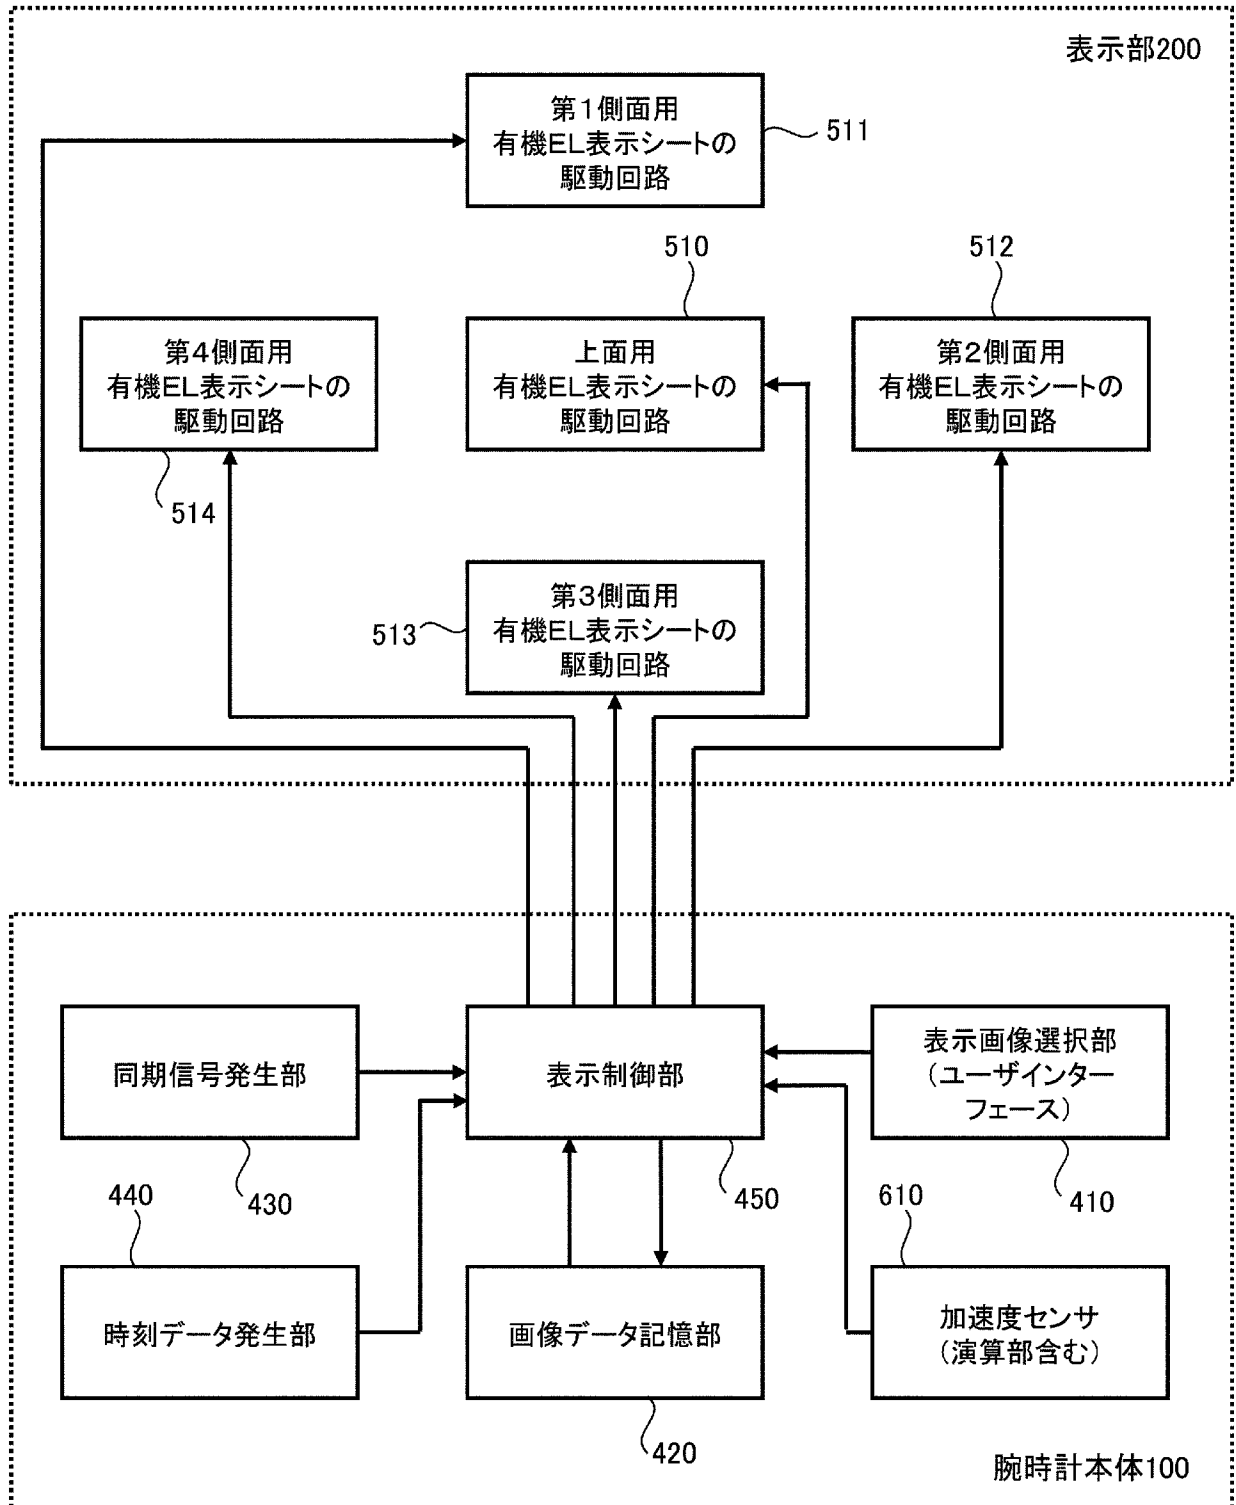 表示部200
第1側面用
有機EL表示シートの
駆動回路
511
510
512
第4側面用
有機EL表示シートの
駆動回路
上面用
有機EL表示シートの
駆動回路
第2側面用
有機EL表示シートの
駆動回路
514
第3側面用
有機EL表示シートの
駆動回路
513
同期信号発生部
表示制御部
表示画像選択部
(ユーザインター
フェース)
440
430
450
610
410
時刻データ発生部
画像データ記憶部
加速度センサ
(演算部含む)
420
腕時計本体100